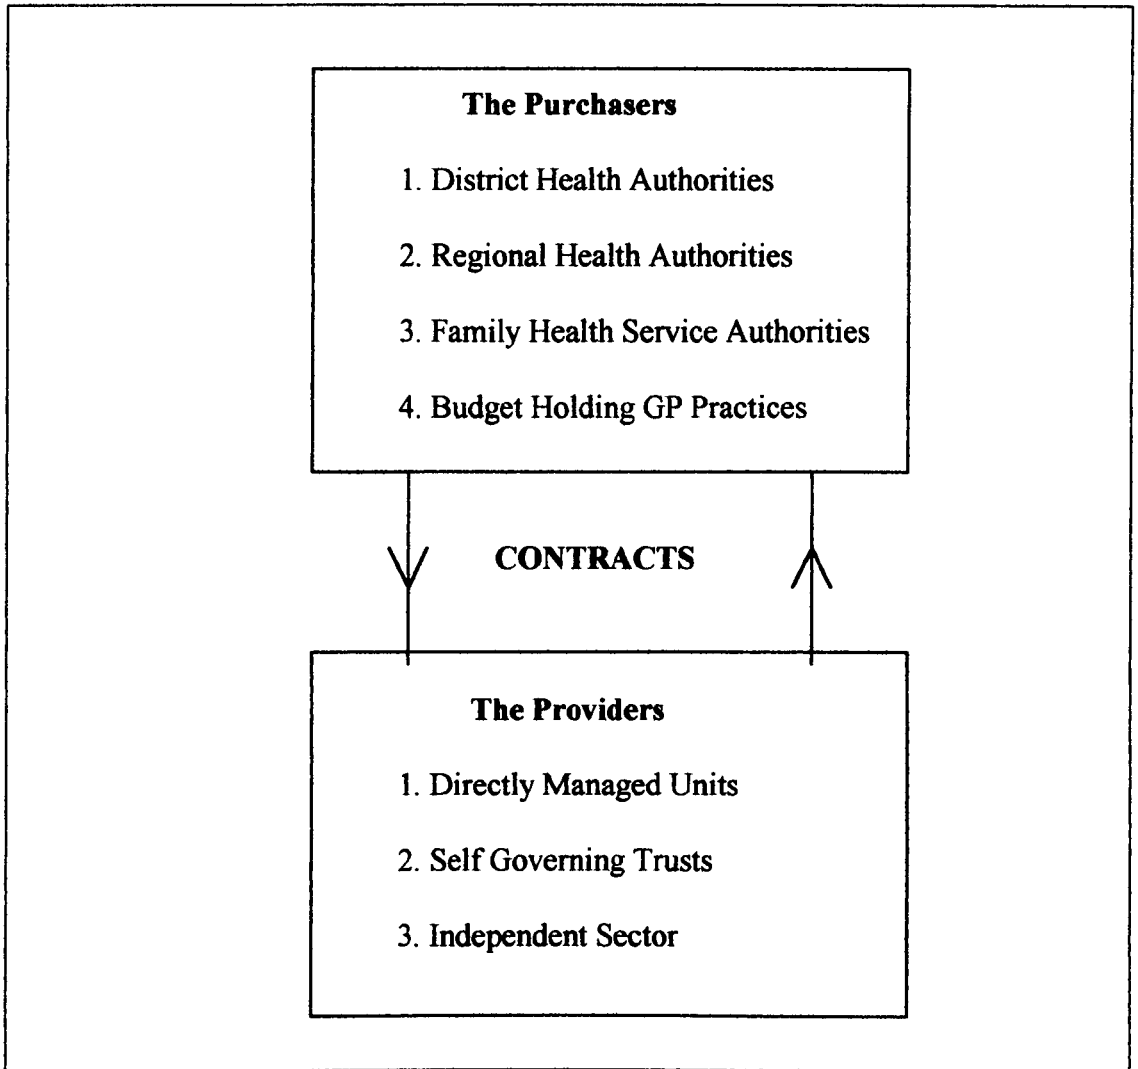 The Purchasers
1. District Health Authorities
2. Regional Health Authorities
3. Family Health Service Authorities
4. Budget Holding GP Practices
CONTRACTS
The Providers
1. Directly Managed Units
2. Self Governing Trusts
3. Independent Sector